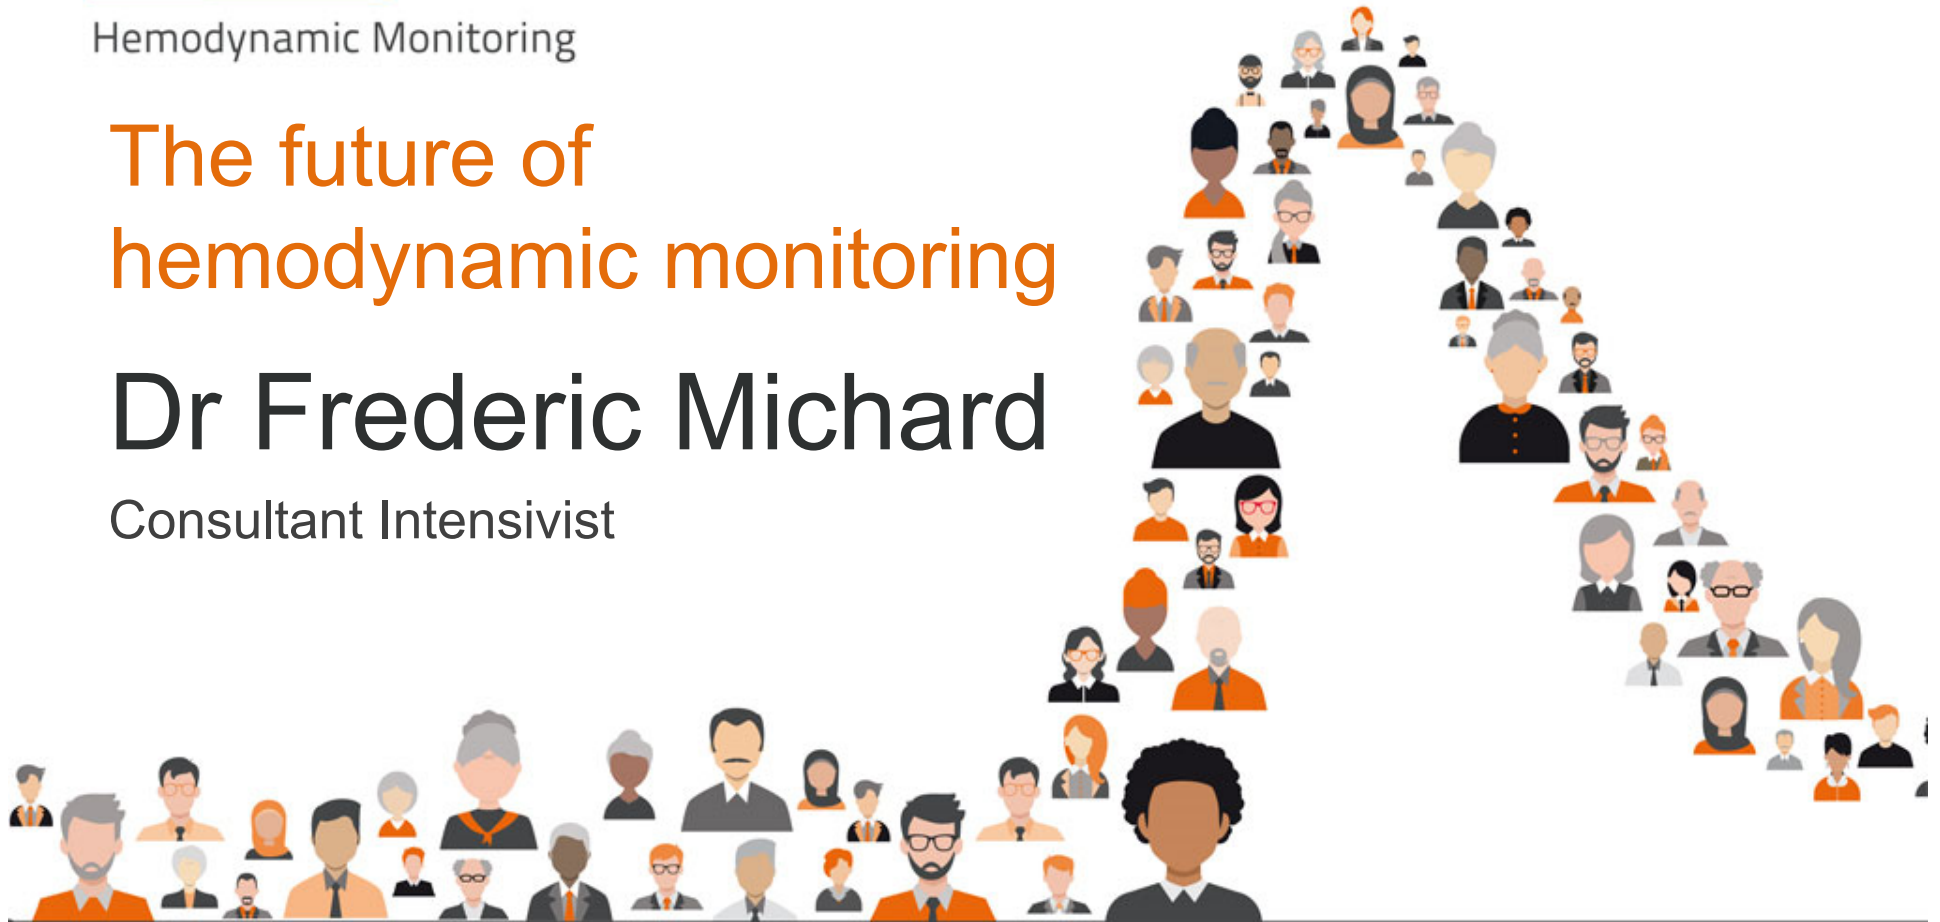 Hemodynamic Monitoring
The future of
hemodynamic monitoring
Dr Frederic Michard
Consultant Intensivist